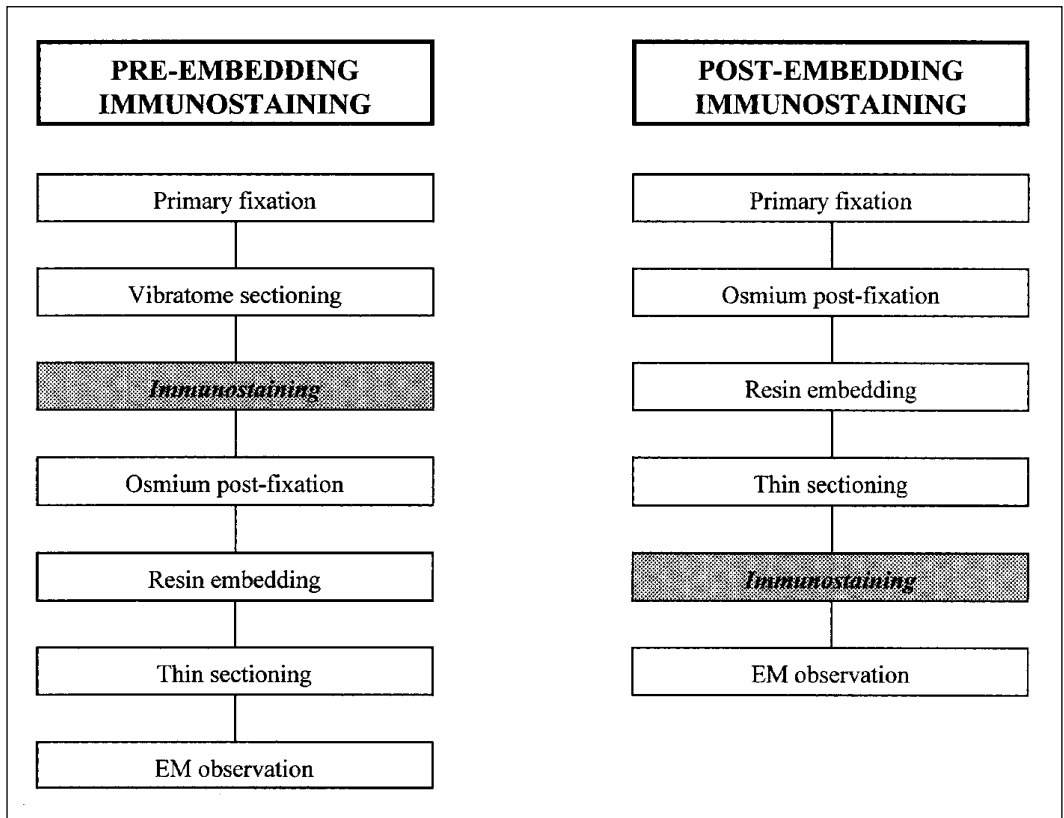 PRE-EMBEDDING
IMMUNOSTAINING
Primary fixation
Vibratome sectioning
Immunostaining
Osmium post-fixation
Resin embedding
Thin sectioning
EM observation
POST-EMBEDDING
IMMUNOSTAINING
Primary fixation
Osmium post-fixation
Resin embedding
Thin sectioning
Immunostaining
EM observation